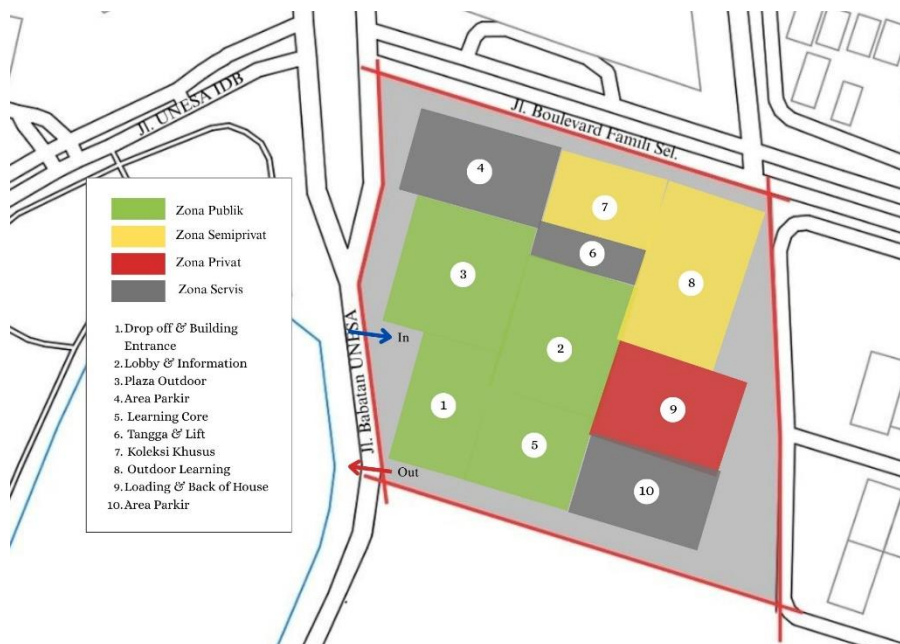 Jl. UNESA IDB
Jl. Boulevard Famili Sel.
4
7
6
3
8
In
2
1
9
5
Out
10
Jl. Babatan UNESA
Zona Publik
Zona Semiprivat
Zona Privat
Zona Servis
1.Drop off & Building
Entrance
2.Lobby & Information
3.Plaza Outdoor
4.Area Parkir
5. Learning Core
6. Tangga & Lift
7. Koleksi Khusus
8. Outdoor Learning
9.Loading & Back of House
10.Area Parkir